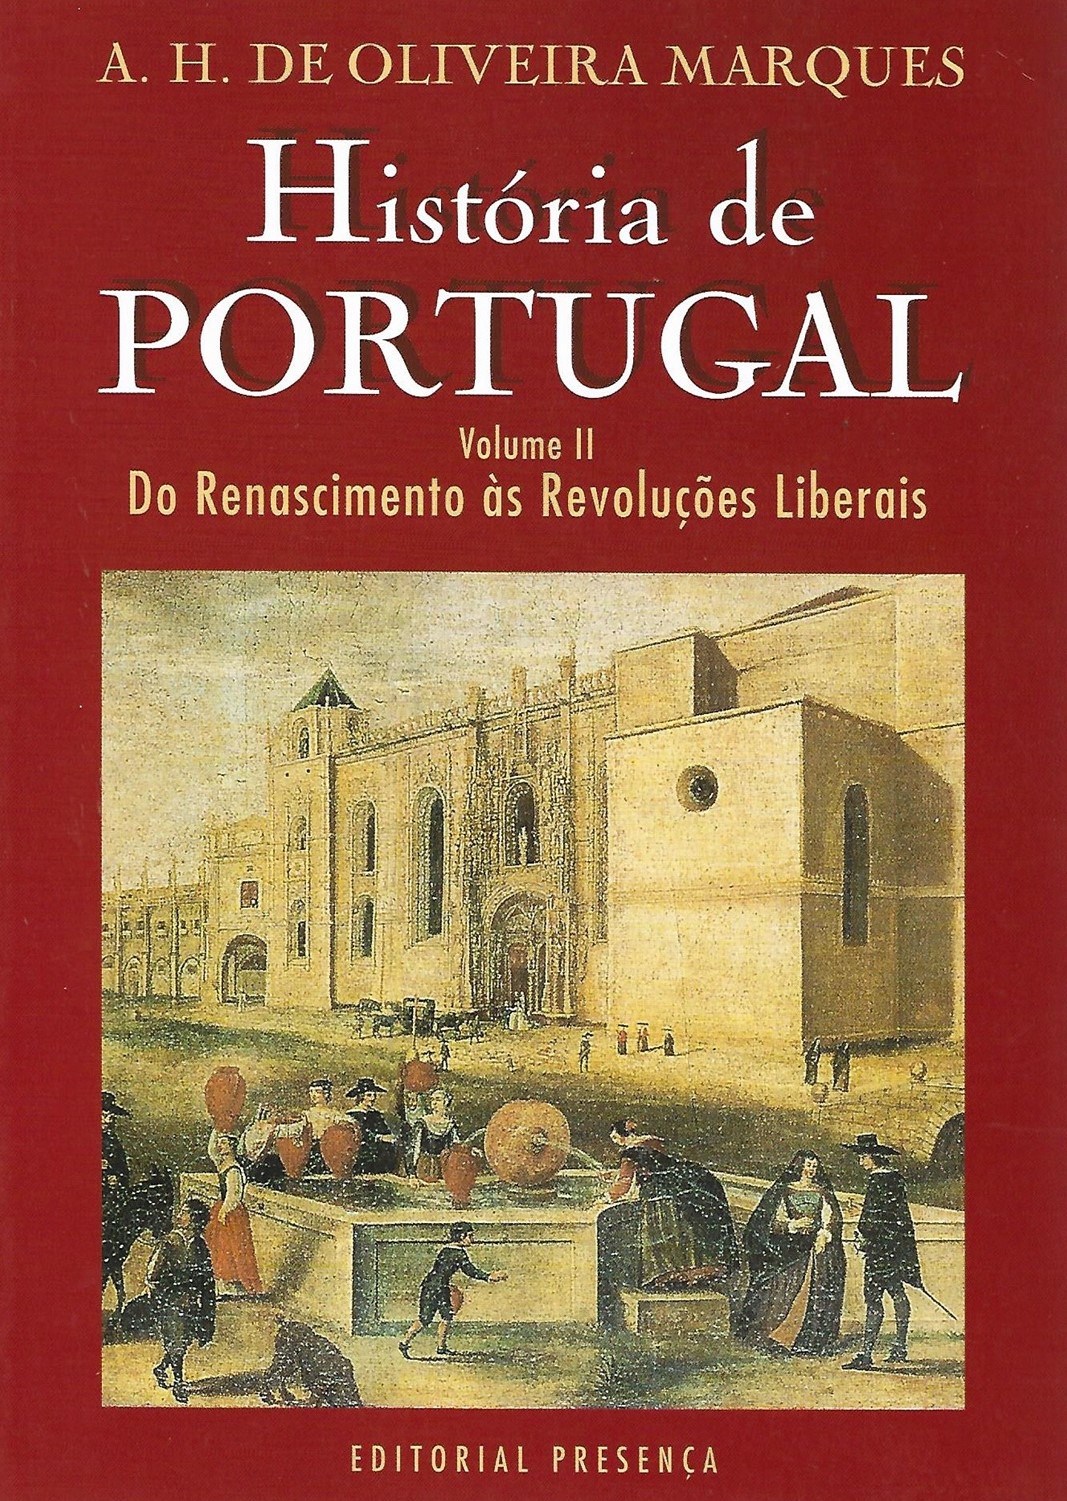 A. H. DE OLIVEIRA MARQUES
História de
PORTUGAL
Volume II
Do Renascimento às Revoluções Liberais
EDITORIAL PRESENÇA